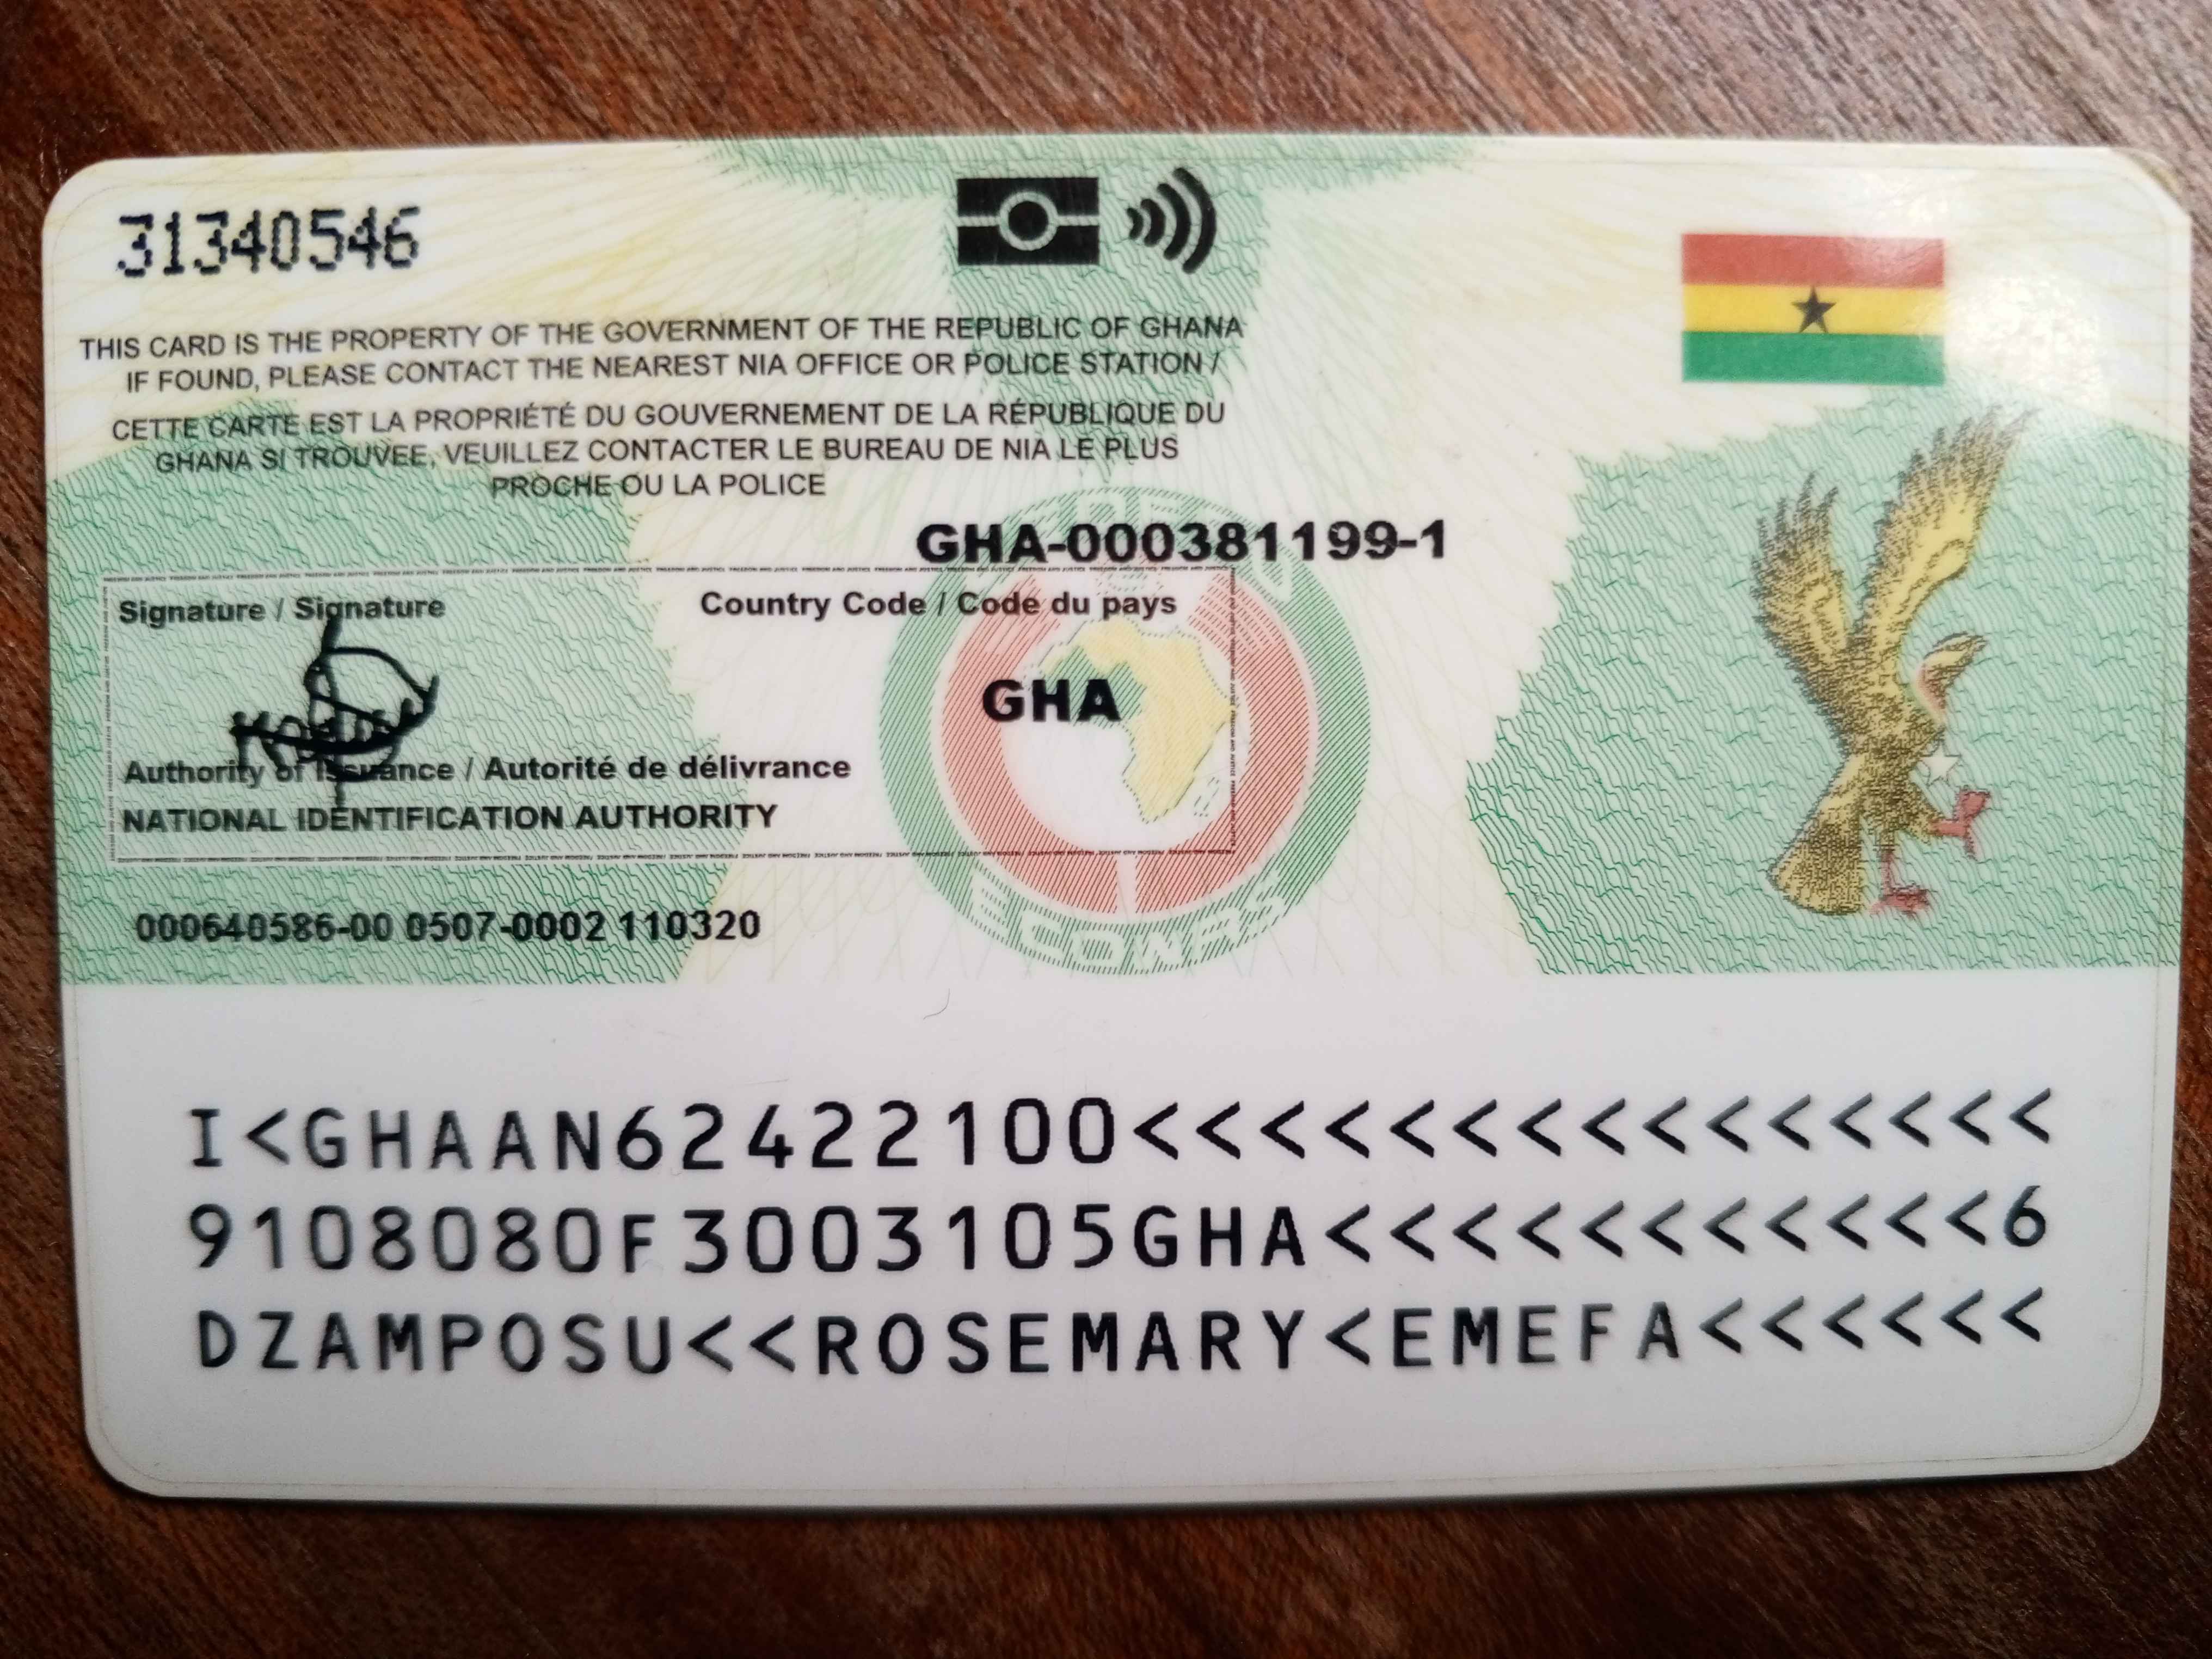 31340546
THIS CARD IS THE PROPERTY OF THE GOVERNMENT OF THE REPUBLIC OF GHANA
IF FOUND, PLEASE CONTACT THE NEAREST NIA OFFICE OR POLICE STATION /
CETTE CARTE EST LA PROPRIÉTÉ DU GOUVERNEMENT DE LA RÉPUBLIQUE DU
GHANA SI TROUVEE, VEUILLEZ CONTACTER LE BUREAU DE NIA LE PLUS
PROCHE OU LA POLICE
GHA-000381199-1
Signature / Signature
Country Code / Code du pays
GHA
Authority of Issuance / Autorité de délivrance
NATIONAL IDENTIFICATION AUTHORITY
ECOWAS
000640586-00 0507-0002 110320
I<GHAAN62422100<<<<<<<<<<<<<<<
9108080F3003105GHA<<<<<<<<<<<6
DZAMPOSU<<ROSEMARY<EMEFA<<<<<<